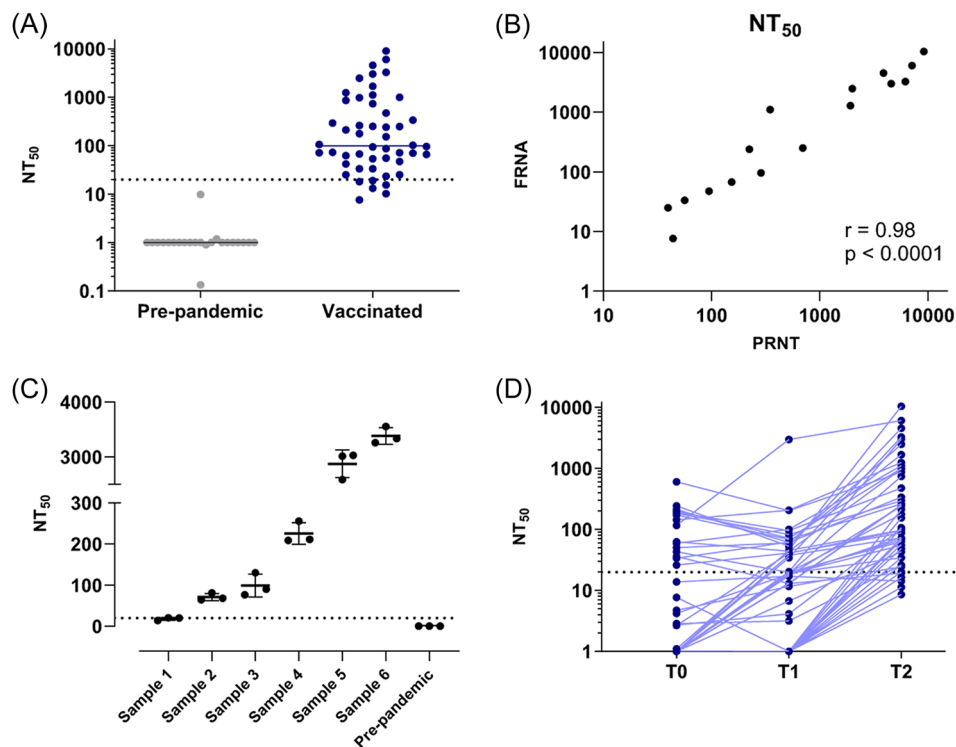 (A)
10000
1000
100
10
1
0.1
NT50
Pre-pandemic
Vaccinated
(B)
NT50
10000
1000
100
10
1
FRNA
r = 0.98
p < 0.0001
10
100
1000
10000
PRNT
(C)
4000
3000
300
200
100
0
NT50
Sample 1
Sample 2
Sample 3
Sample 4
Sample 5
Sample 6
Pre-pandemic
(D)
10000
1000
100
10
1
NT50
T0
T1
T2